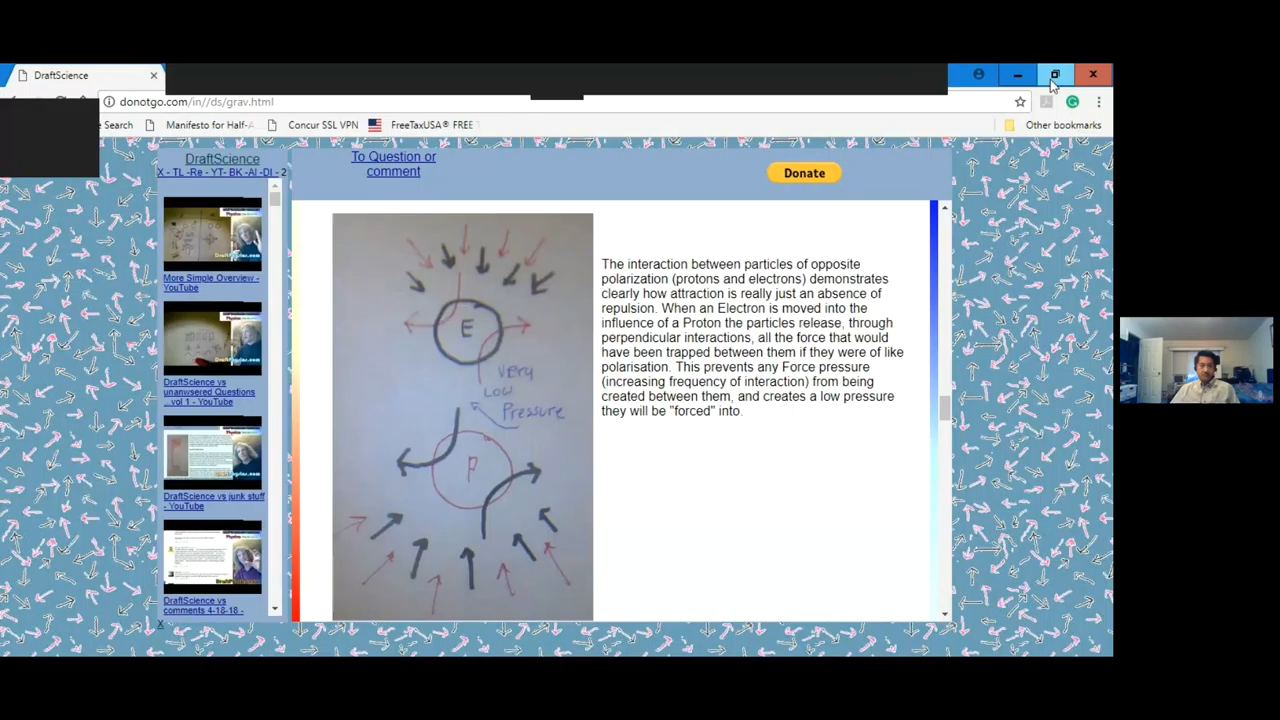 DraftScience
donotgo.com/in//ds/grav.html
Search
Manifesto for Half-A
Concur SSL VPN
FreeTaxUSA® FREE
Other bookmarks
DraftScience
X - TL -Re - YT- BK -AI -DI - 2
More Simple Overview -
YouTube
DraftScience vs
unanwsered Questions
...vol 1 - YouTube
DraftScience vs junk stuff
- YouTube
DraftScience vs
comments 4-18-18 -
X
To Question or
comment
Donate
E
Very
Low
Pressure
P
The interaction between particles of opposite
polarization (protons and electrons) demonstrates
clearly how attraction is really just an absence of
repulsion. When an Electron is moved into the
influence of a Proton the particles release, through
perpendicular interactions, all the force that would
have been trapped between them if they were of like
polarisation. This prevents any Force pressure
(increasing frequency of interaction) from being
created between them, and creates a low pressure
they will be "forced" into.